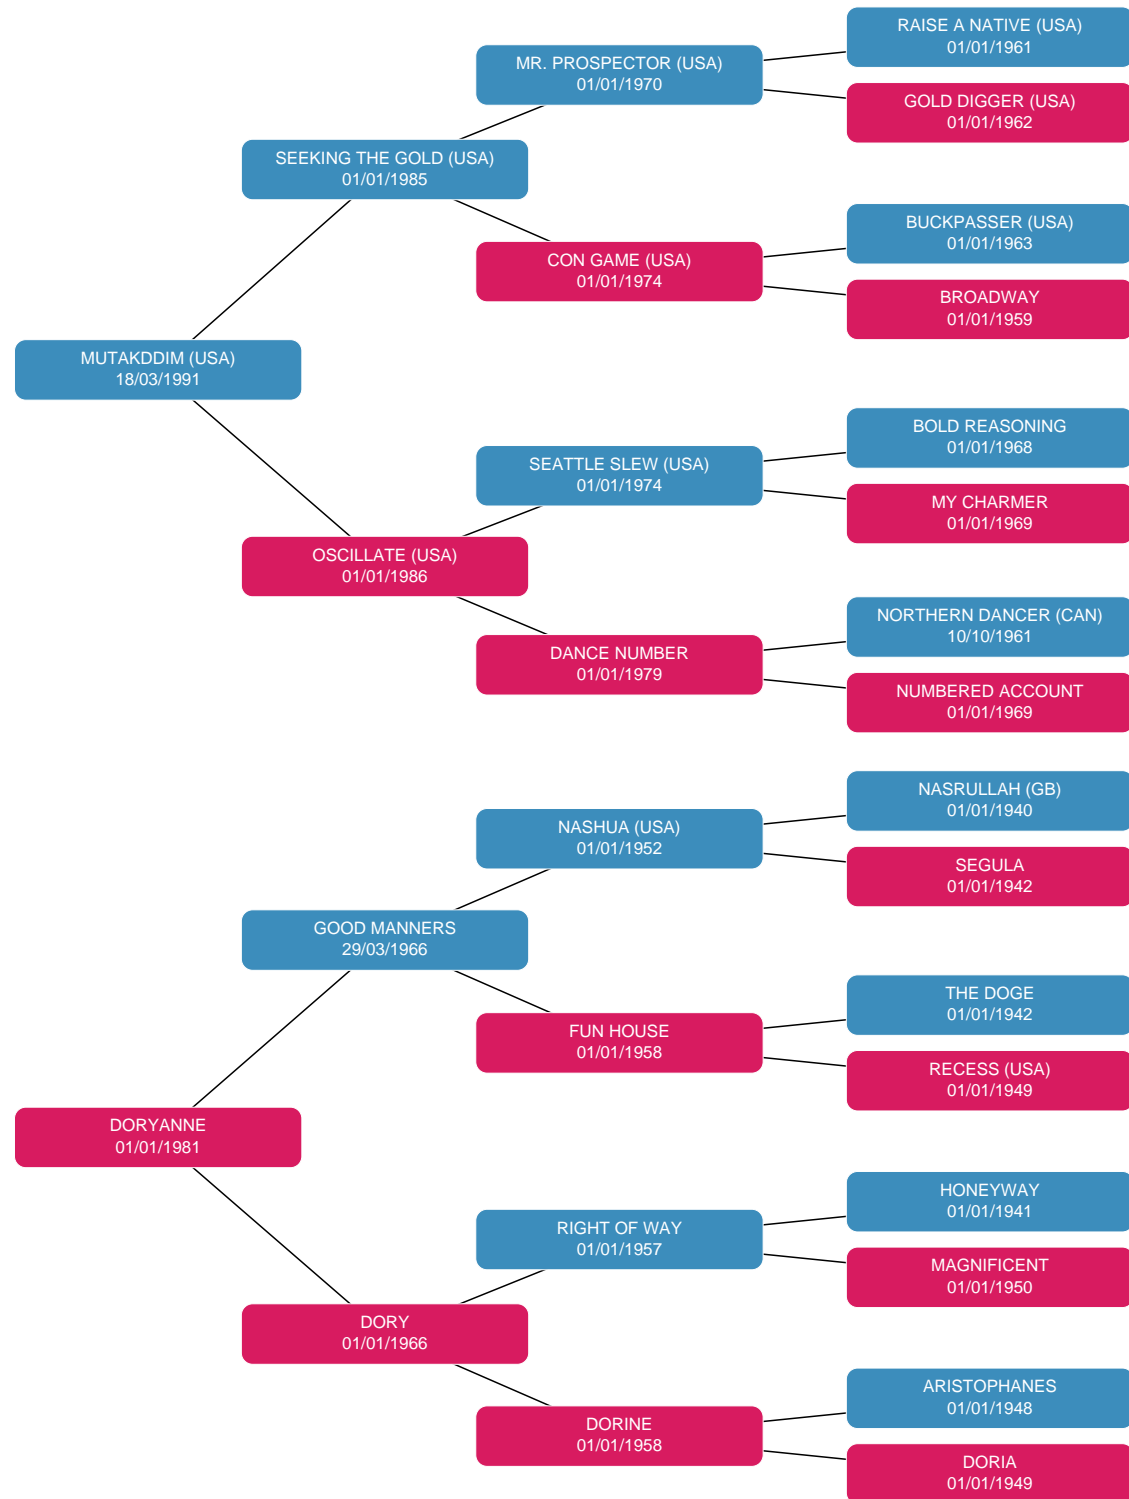 RAISE A NATIVE (USA)
01/01/1961
MR. PROSPECTOR (USA)
01/01/1970
GOLD DIGGER (USA)
01/01/1962
SEEKING THE GOLD (USA)
01/01/1985
BUCKPASSER (USA)
01/01/1963
CON GAME (USA)
01/01/1974
BROADWAY
01/01/1959
MUTAKDDIM (USA)
18/03/1991
BOLD REASONING
01/01/1968
SEATTLE SLEW (USA)
01/01/1974
MY CHARMER
01/01/1969
OSCILLATE (USA)
01/01/1986
NORTHERN DANCER (CAN)
10/10/1961
DANCE NUMBER
01/01/1979
NUMBERED ACCOUNT
01/01/1969
NASRULLAH (GB)
01/01/1940
NASHUA (USA)
01/01/1952
SEGULA
01/01/1942
GOOD MANNERS
29/03/1966
THE DOGE
01/01/1942
FUN HOUSE
01/01/1958
RECESS (USA)
01/01/1949
DORYANNE
01/01/1981
HONEYWAY
01/01/1941
RIGHT OF WAY
01/01/1957
MAGNIFICENT
01/01/1950
DORY
01/01/1966
ARISTOPHANES
01/01/1948
DORINE
01/01/1958
DORIA
01/01/1949